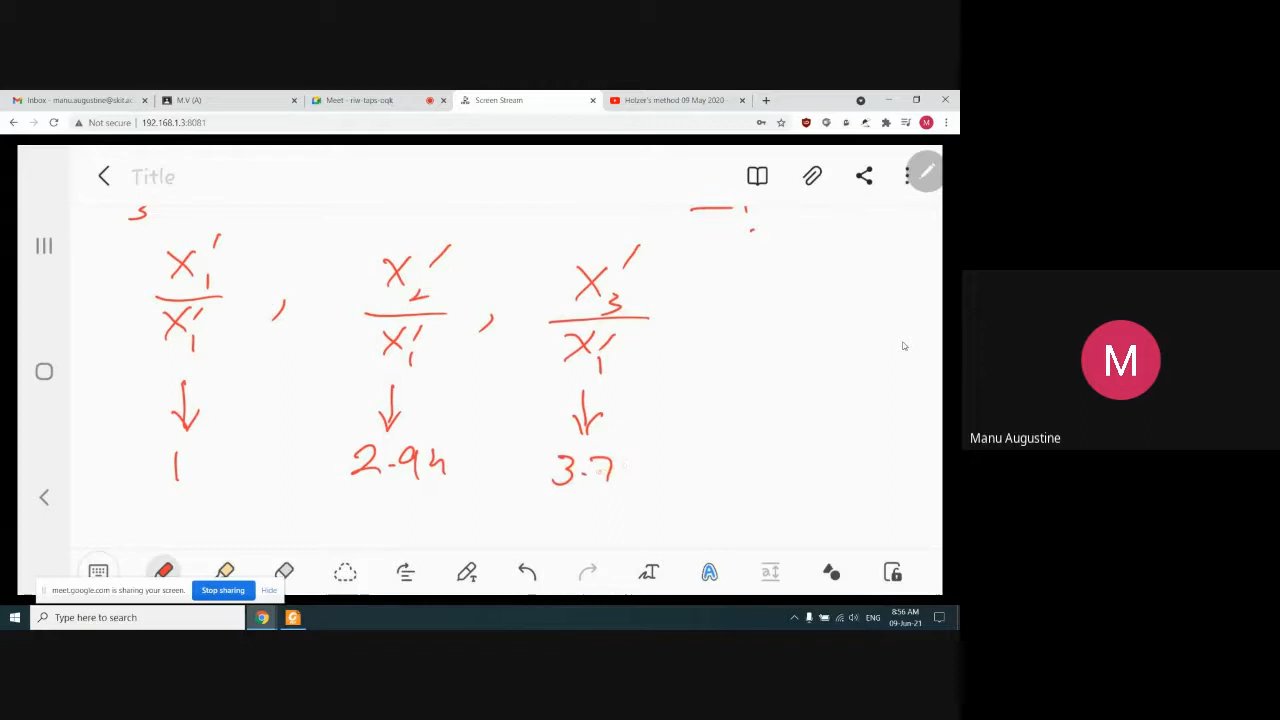 Inbox - manu.augustine@skit.ac
M.V (A)
Meet - riw-taps-oqk
Screen Stream
Holzer's method 09 May 2020
Not secure | 192.168.1.3:8081
Title
X₁' / X₁' , X₂' / X₁' , X₃' / X₁'
1 2.94 3.7
meet.google.com is sharing your screen. Stop sharing Hide
Type here to search
ENG
8:56 AM
09-Jun-21
M
Manu Augustine